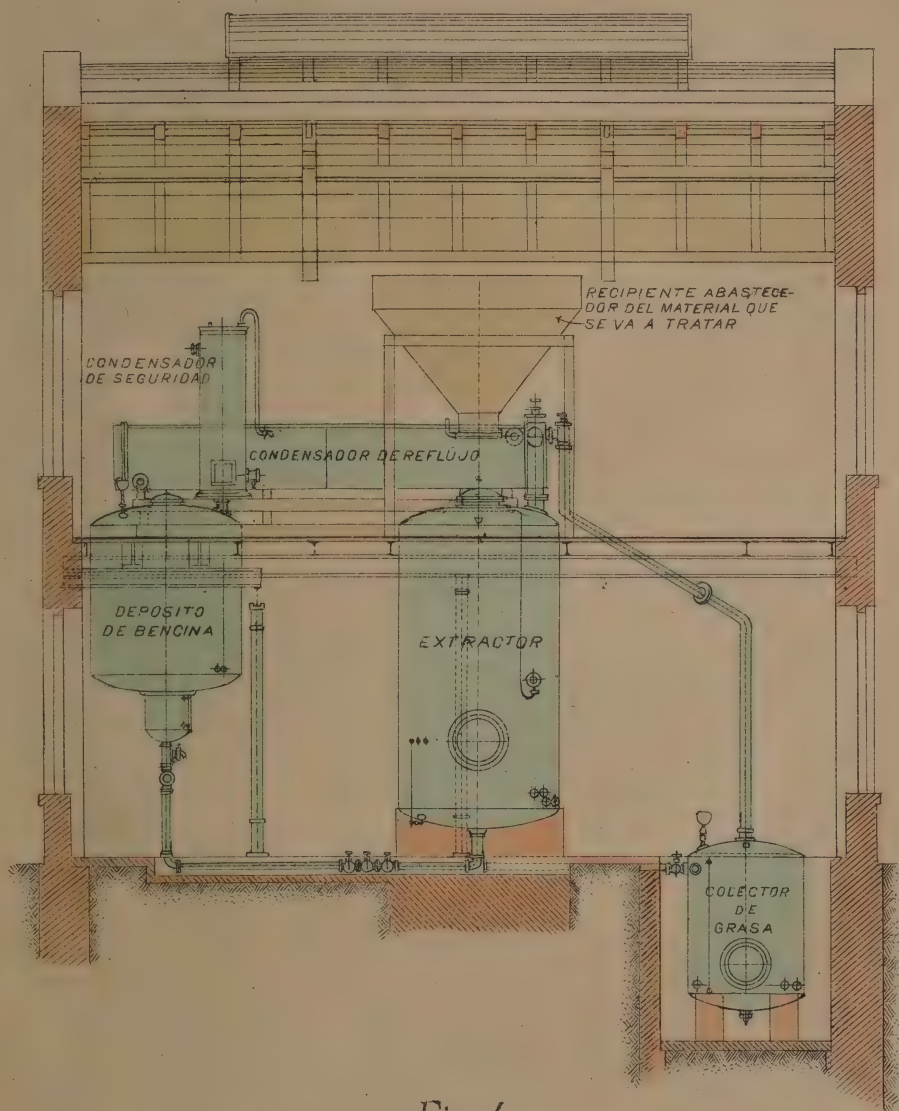 RECIPIENTE ABASTECE-
DOR DEL MATERIAL QUE
SE VA A TRATAR
CONDENSADOR
DE SEGURIDAD
CONDENSADOR DE REFLUJO
DEPOSITO
DE BENCINA
EXTRACTOR
COLECTOR
DE
GRASA